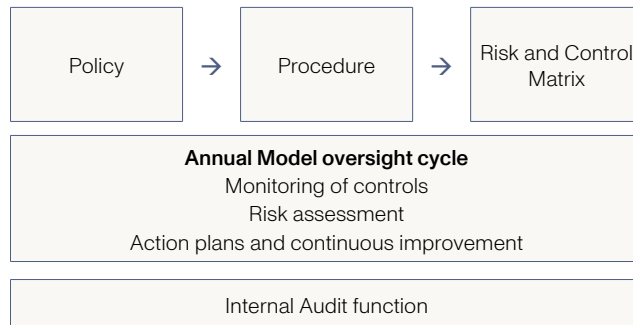 Policy
→
Procedure
→
Risk and Control
Matrix
Annual Model oversight cycle
Monitoring of controls
Risk assessment
Action plans and continuous improvement
Internal Audit function